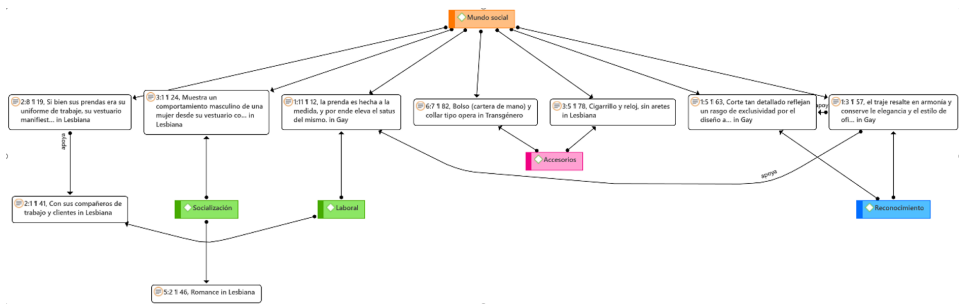 Mundo social
2:8 ¶ 19, Si bien sus prendas era su
uniforme de trabajo, su vestuario
manifiest... in Lesbiana
3:1 ¶ 24, Muestra un
comportamiento masculino de una
mujer desde su vestuario co... in
Lesbiana
1:11 ¶ 12, la prenda es hecha a la
medida, y por ende eleva el satus
del mismo. in Gay
6:7 ¶ 82, Bolso (cartera de mano) y
collar tipo opera in Transgénero
3:5 ¶ 78, Cigarrillo y reloj, sin aretes
in Lesbiana
1:5 ¶ 63, Corte tan detallado reflejan
un rasgo de exclusividad por el
diseño a... in Gay
apoya
1:3 ¶ 57, el traje resalte en armonía y
conserve le elegancia y el estilo de
ofi... in Gay
apoya
Accesorios
apoya
2:1 ¶ 41, Con sus compañeros de
trabajo y clientes in Lesbiana
Socialización
Laboral
Reconocimiento
5:2 ¶ 46, Romance in Lesbiana